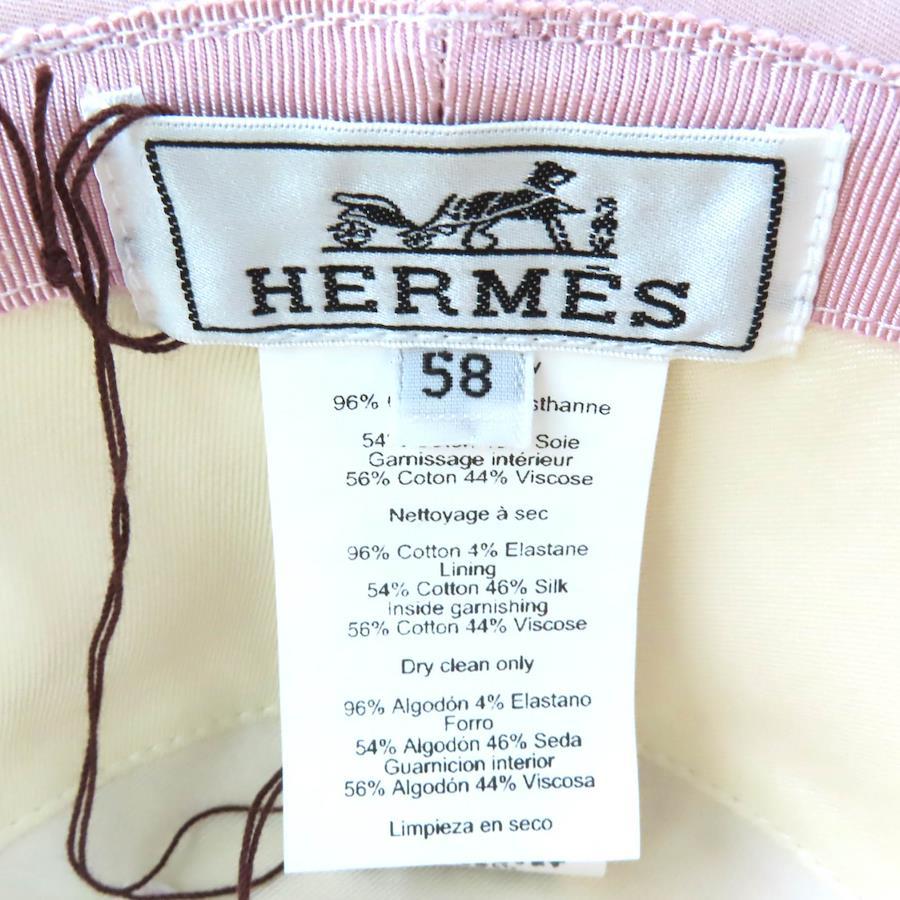 HERMÈS
58
96%
54% Soie
Garnissage intérieur
56% Coton 44% Viscose
Nettoyage à sec
96% Cotton 4% Elastane
Lining
54% Cotton 46% Silk
Inside garnishing
56% Cotton 44% Viscose
Dry clean only
96% Algodón 4% Elastano
Forro
54% Algodón 46% Seda
Guarnicion interior
56% Algodón 44% Viscosa
Limpieza en seco